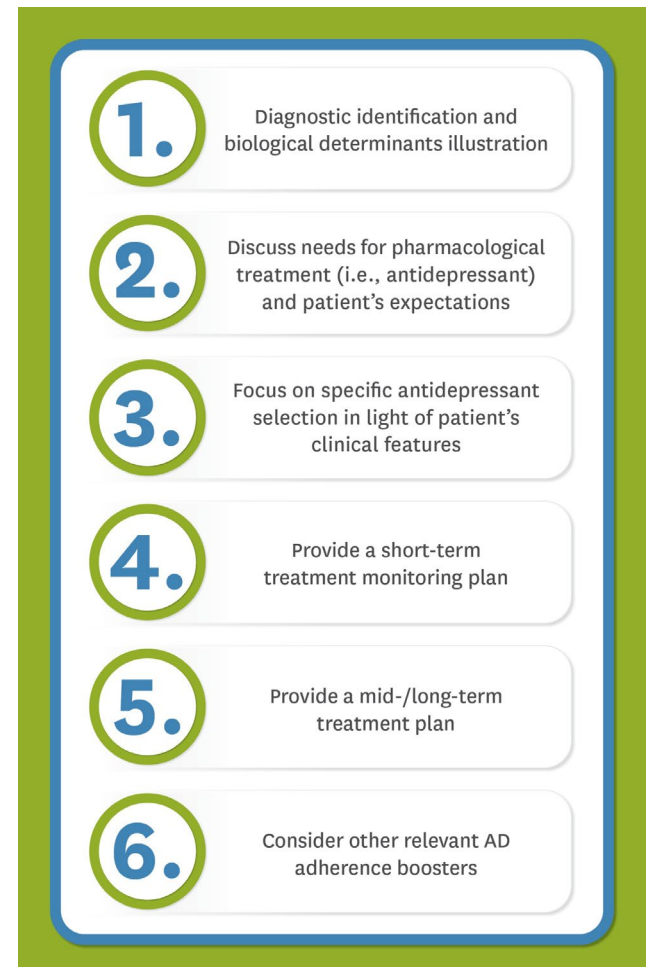 1.
Diagnostic identification and
biological determinants illustration
2.
Discuss needs for pharmacological
treatment (i.e., antidepressant)
and patient's expectations
3.
Focus on specific antidepressant
selection in light of patient's
clinical features
4.
Provide a short-term
treatment monitoring plan
5.
Provide a mid-/long-term
treatment plan
6.
Consider other relevant AD
adherence boosters